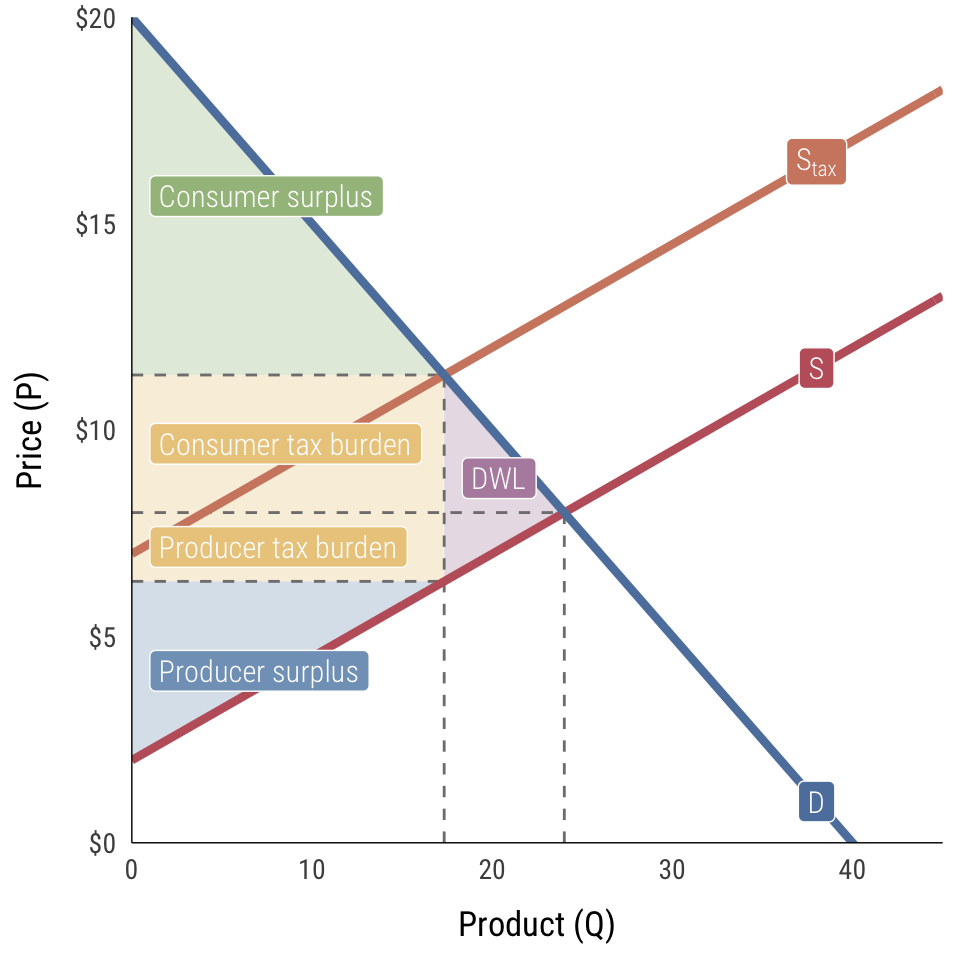 $20
Consumer surplus
S_tax
$15
S
$10
Consumer tax burden
DWL
Producer tax burden
$5
Producer surplus
D
$0
0 10 20 30 40
Price (P)
Product (Q)